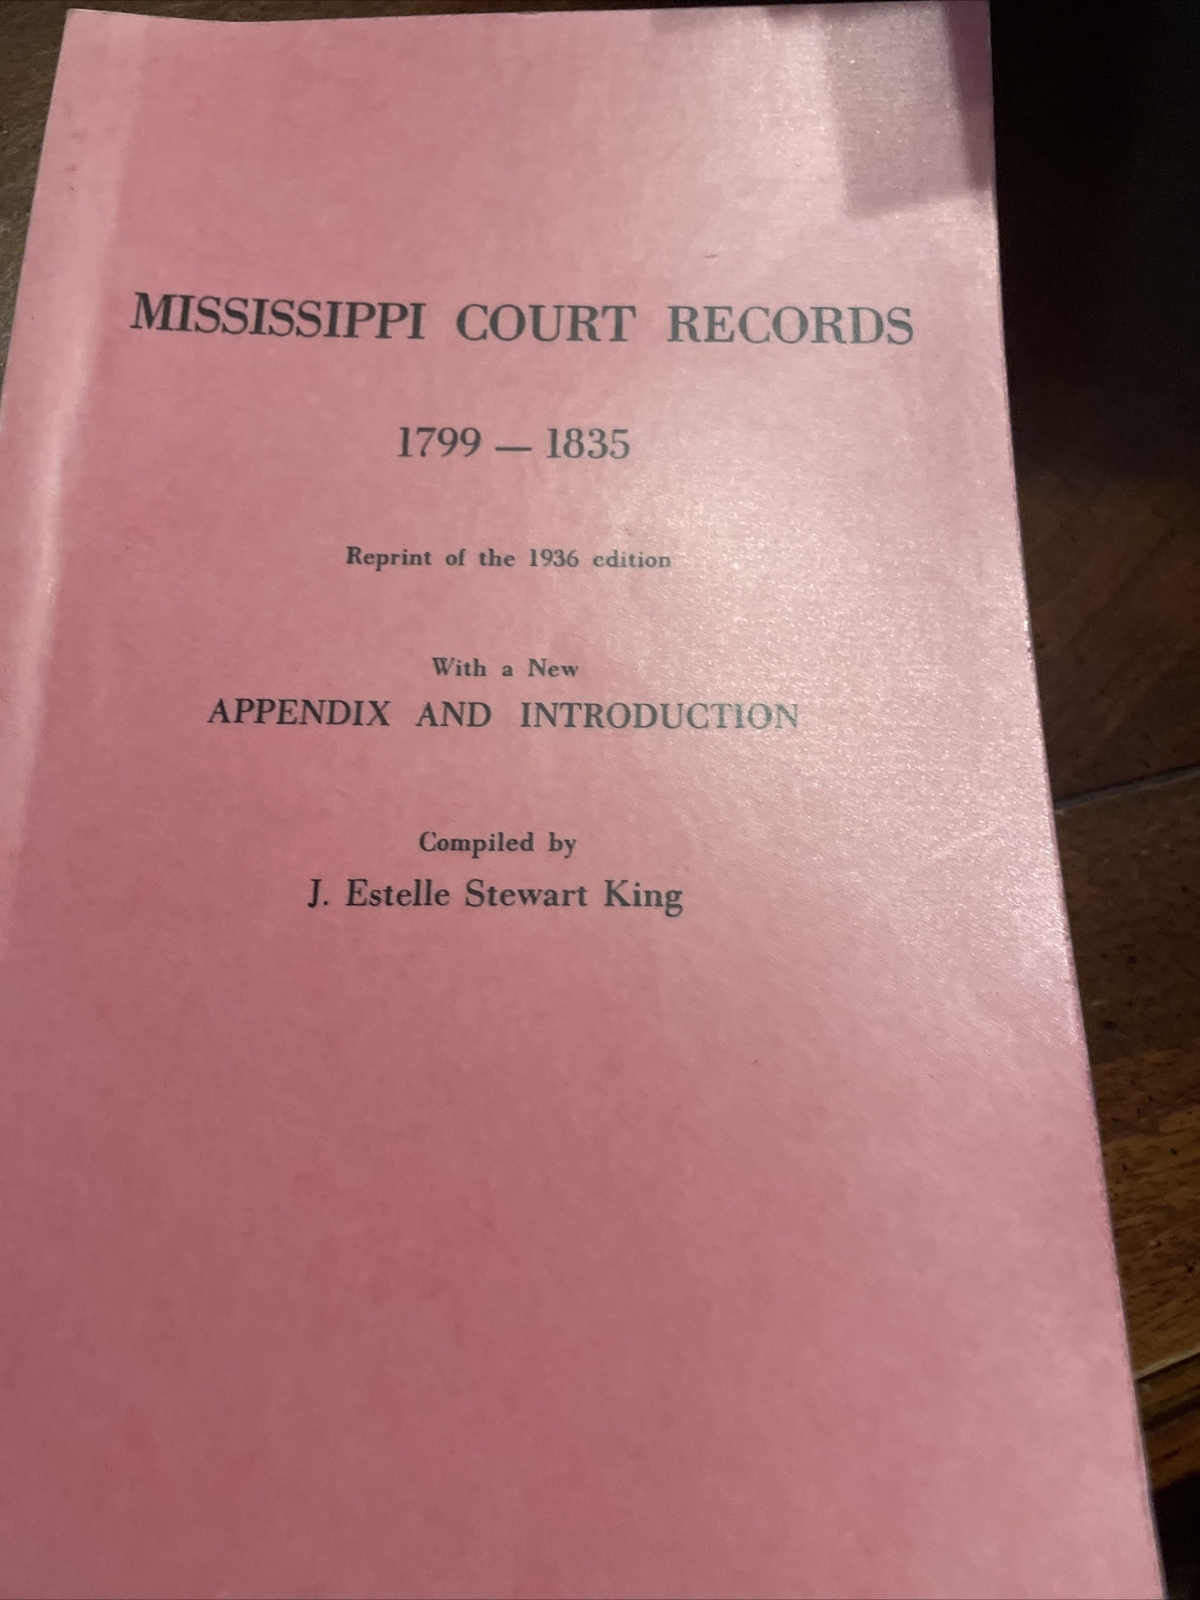 MISSISSIPPI COURT RECORDS
1799 — 1835
Reprint of the 1936 edition
With a New
APPENDIX AND INTRODUCTION
Compiled by
J. Estelle Stewart King